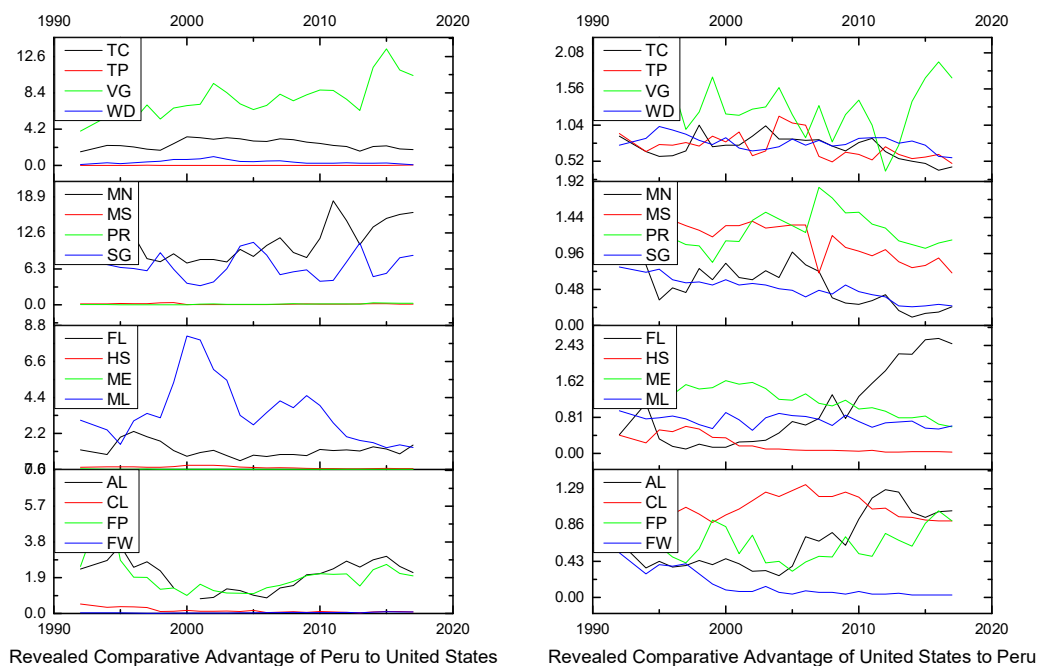 1990 2000 2010 2020
12.6
8.4
4.2
0.0
TC
TP
VG
WD
18.9
12.6
6.3
0.0
MN
MS
PR
SG
8.8
6.6
4.4
2.2
FL
HS
ME
ML
5.7
3.8
1.9
0.0
AL
CL
FP
FW
1990 2000 2010 2020
Revealed Comparative Advantage of Peru to United States
1990 2000 2010 2020
2.08
1.56
1.04
0.52
TC
TP
VG
WD
1.92
1.44
0.96
0.48
0.00
MN
MS
PR
SG
2.43
1.62
0.81
0.00
FL
HS
ME
ML
1.29
0.86
0.43
0.00
AL
CL
FP
FW
1990 2000 2010 2020
Revealed Comparative Advantage of United States to Peru